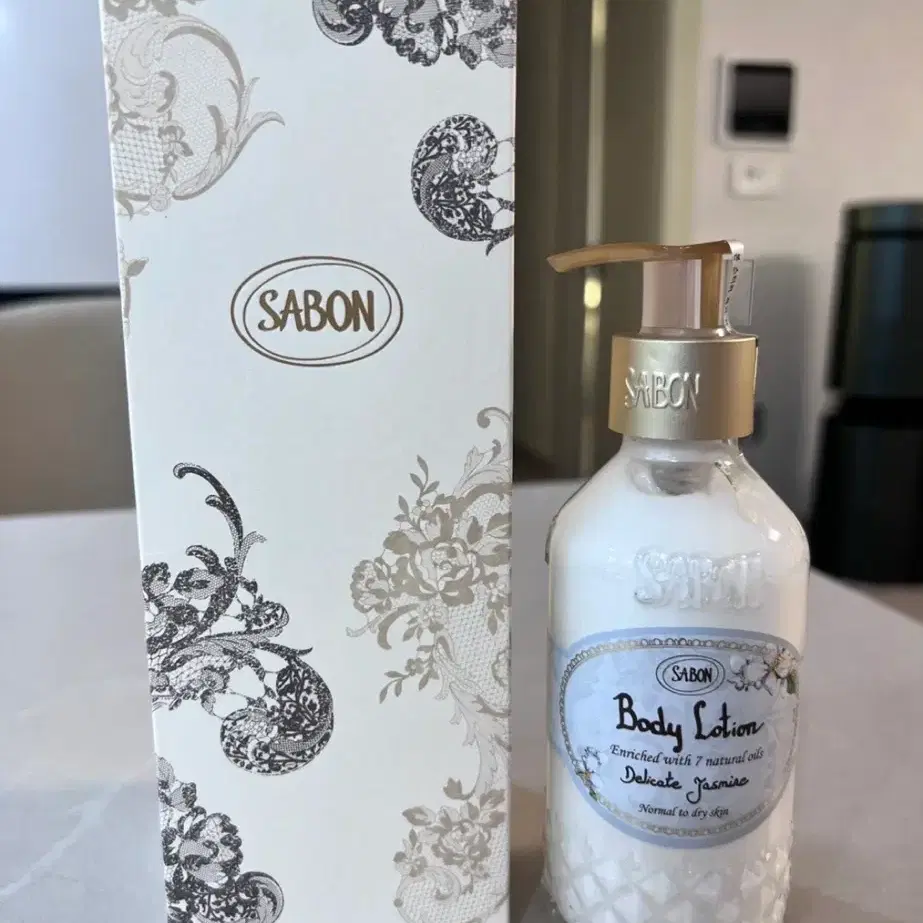 SABON
SABON
SABON
SABON
Body Lotion
Enriched with 7 natural oils
Delicate Jasmine
Normal to dry skin